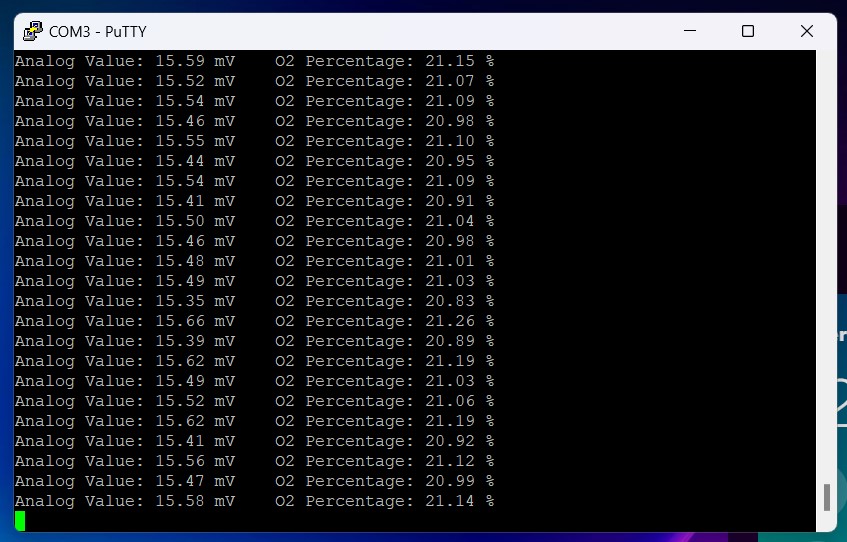 COM3 - PuTTY
Analog Value: 15.59 mV    O2 Percentage: 21.15 %
Analog Value: 15.52 mV    O2 Percentage: 21.07 %
Analog Value: 15.54 mV    O2 Percentage: 21.09 %
Analog Value: 15.46 mV    O2 Percentage: 20.98 %
Analog Value: 15.55 mV    O2 Percentage: 21.10 %
Analog Value: 15.44 mV    O2 Percentage: 20.95 %
Analog Value: 15.54 mV    O2 Percentage: 21.09 %
Analog Value: 15.41 mV    O2 Percentage: 20.91 %
Analog Value: 15.50 mV    O2 Percentage: 21.04 %
Analog Value: 15.46 mV    O2 Percentage: 20.98 %
Analog Value: 15.48 mV    O2 Percentage: 21.01 %
Analog Value: 15.49 mV    O2 Percentage: 21.03 %
Analog Value: 15.35 mV    O2 Percentage: 20.83 %
Analog Value: 15.66 mV    O2 Percentage: 21.26 %
Analog Value: 15.39 mV    O2 Percentage: 20.89 %
Analog Value: 15.62 mV    O2 Percentage: 21.19 %
Analog Value: 15.49 mV    O2 Percentage: 21.03 %
Analog Value: 15.52 mV    O2 Percentage: 21.06 %
Analog Value: 15.62 mV    O2 Percentage: 21.19 %
Analog Value: 15.41 mV    O2 Percentage: 20.92 %
Analog Value: 15.56 mV    O2 Percentage: 21.12 %
Analog Value: 15.47 mV    O2 Percentage: 20.99 %
Analog Value: 15.58 mV    O2 Percentage: 21.14 %